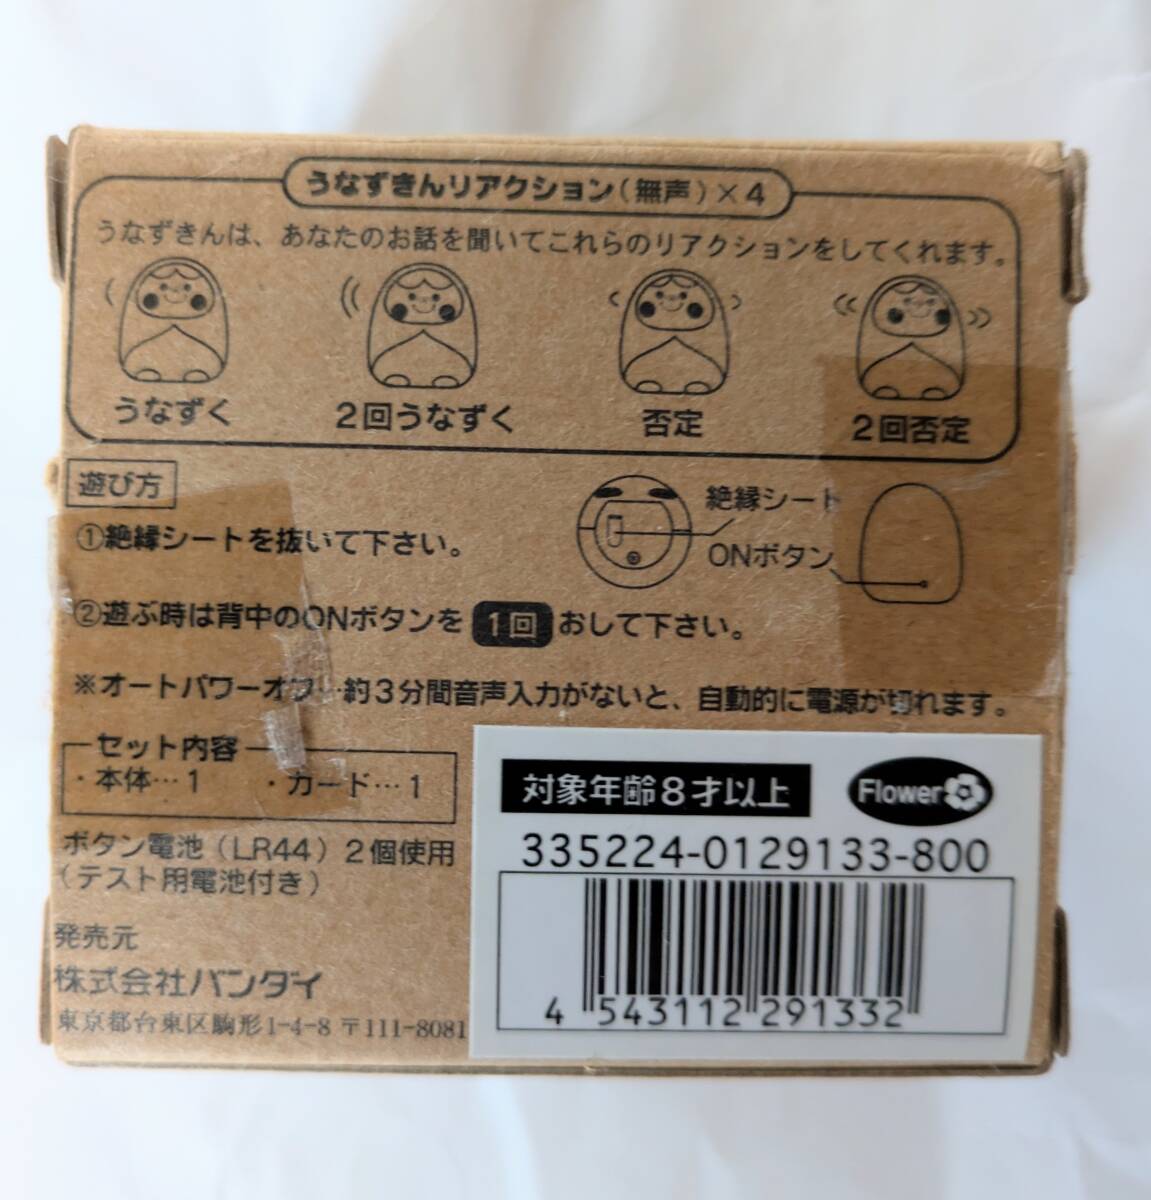 うなずきんリアクション(無声)×4
うなずきんは、あなたのお話を聞いてこれらのリアクションをしてくれます。
うなずく
2回うなずく
否定
2回否定
遊び方
①絶縁シートを抜いて下さい。
絶縁シート
ONボタン
②遊ぶ時は背中のONボタンを 1回 おして下さい。
※オートパワーオフ…約3分間音声入力がないと、自動的に電源が切れます。
セット内容
・本体…1 ・カード…1
ボタン電池(LR44)2個使用
(テスト用電池付き)
発売元
株式会社バンダイ
東京都台東区駒形1-4-8 〒111-8081
対象年齢8才以上
Flower
335224-0129133-800
4 543112 291332